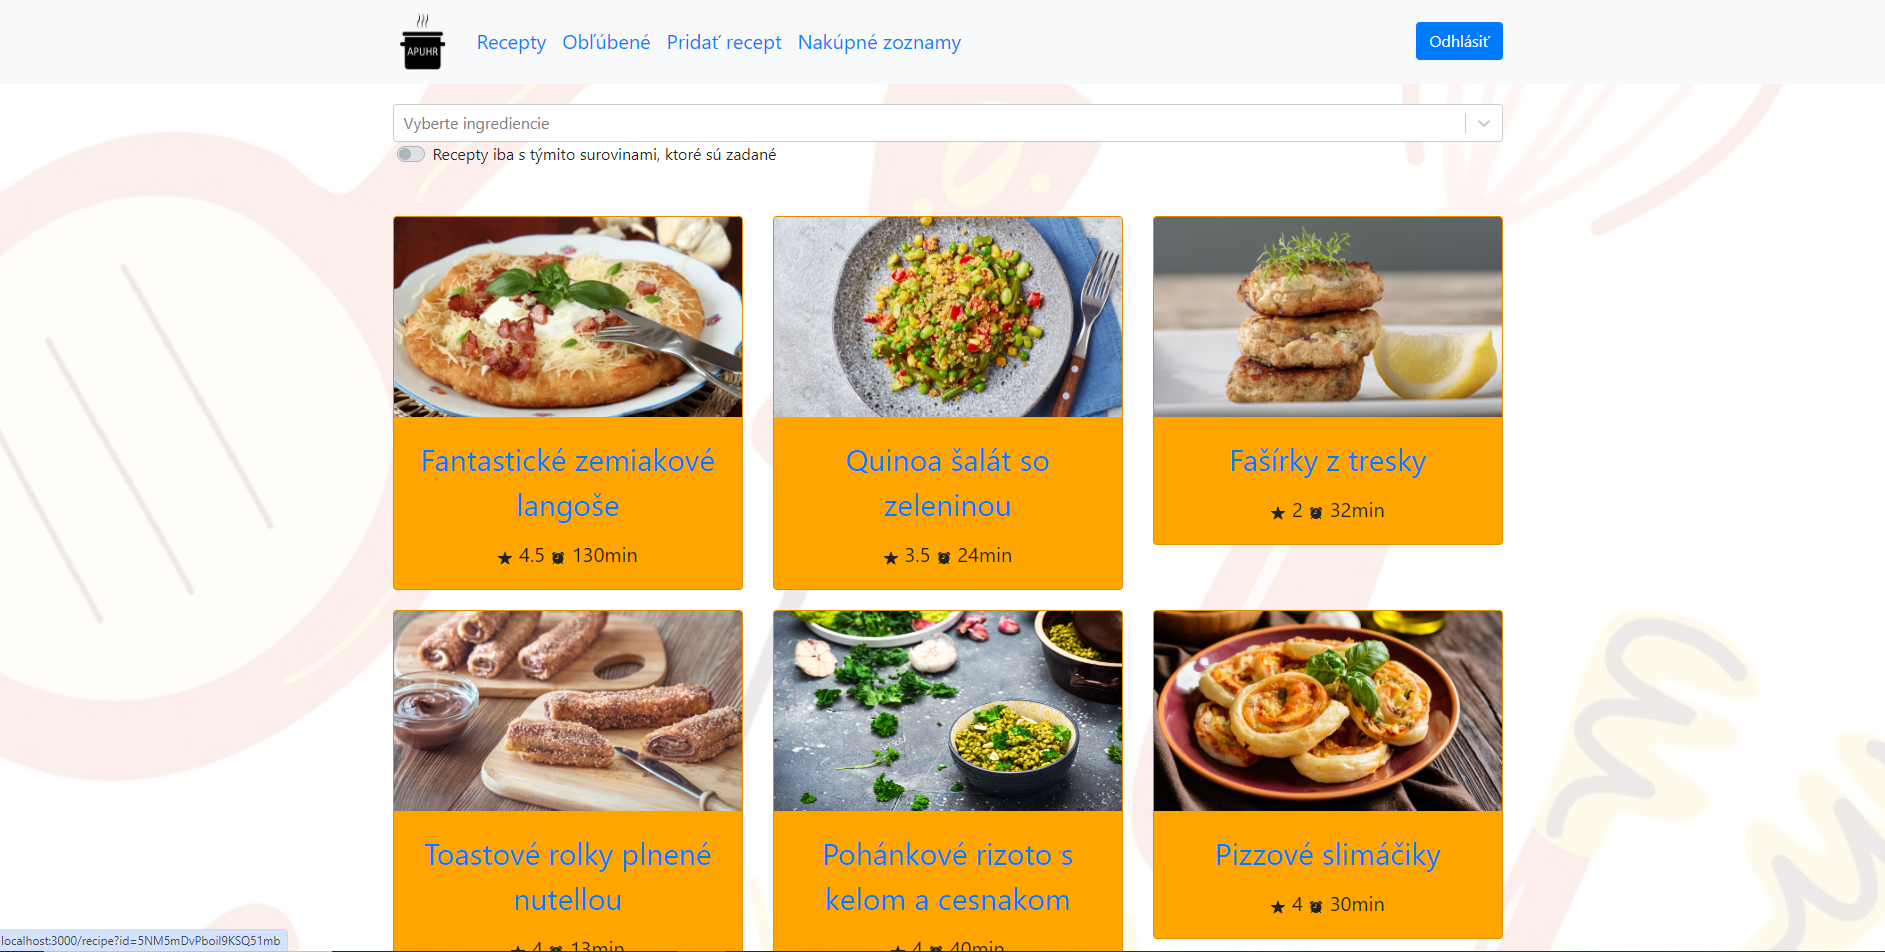 APUHR
Recepty Obľúbené Pridať recept Nakúpné zoznamy Odhlásiť
Vyberte ingrediencie
Recepty iba s týmito surovinami, ktoré sú zadané
Fantastické zemiakové
langoše
4.5 130min
Quinoa šalát so
zeleninou
3.5 24min
Fašírky z tresky
2 32min
Toastové rolky plnené
nutellou
4 13min
Pohánkové rizoto s
kelom a cesnakom
4 40min
Pizzové slimáčiky
4 30min
localhost:3000/recipe?id=5NM5mDvPboil9KSQ51mb